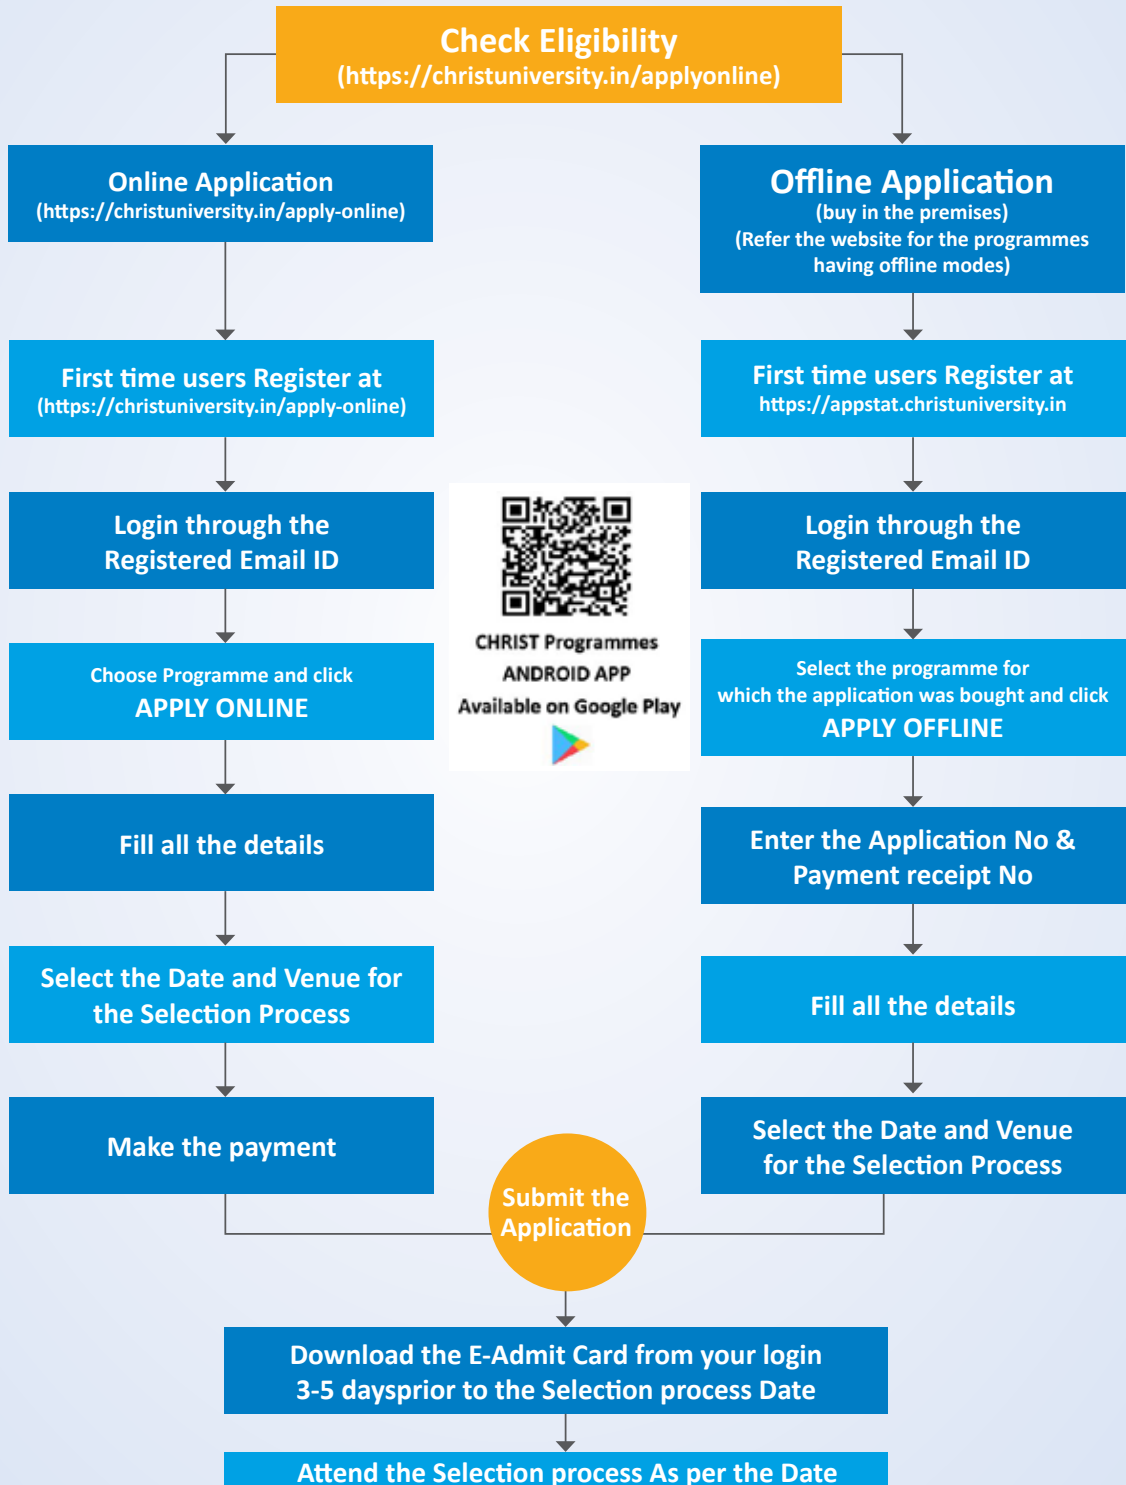 Check Eligibility
(https://christuniversity.in/applyonline)
Online Application
(https://christuniversity.in/apply-online)
First time users Register at
(https://christuniversity.in/apply-online)
Login through the
Registered Email ID
Choose Programme and click
APPLY ONLINE
Fill all the details
Select the Date and Venue for
the Selection Process
Make the payment
Offline Application
(buy in the premises)
(Refer the website for the programmes
having offline modes)
First time users Register at
https://appstat.christuniversity.in
Login through the
Registered Email ID
Select the programme for
which the application was bought and click
APPLY OFFLINE
Enter the Application No &
Payment receipt No
Fill all the details
Select the Date and Venue
for the Selection Process
CHRIST Programmes
ANDROID APP
Available on Google Play
Submit the
Application
Download the E-Admit Card from your login
3-5 daysprior to the Selection process Date
Attend the Selection process As per the Date